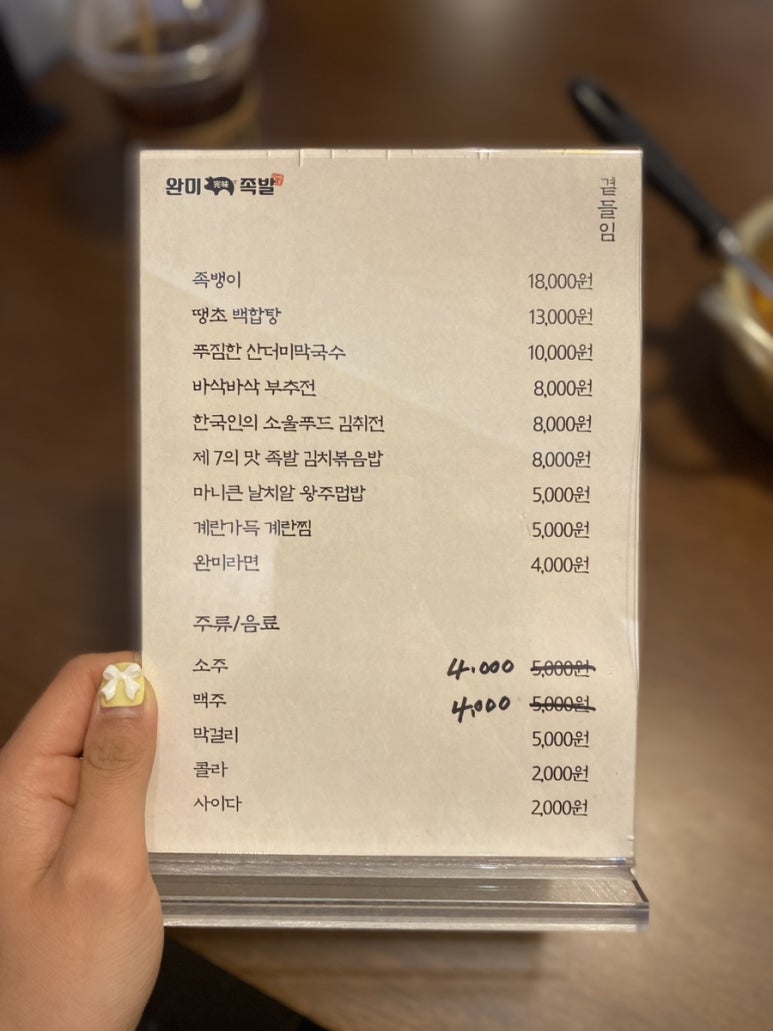 완미 完味 족발
곁들임
족뱅이 18,000원
땡초 백합탕 13,000원
푸짐한 산더미막국수 10,000원
바삭바삭 부추전 8,000원
한국인의 소울푸드 김취전 8,000원
제 7의 맛 족발 김치볶음밥 8,000원
마니큰 날치알 왕주먹밥 5,000원
계란가득 계란찜 5,000원
완미라면 4,000원
주류/음료
소주 4.000 5,000원
맥주 4,000 5,000원
막걸리 5,000원
콜라 2,000원
사이다 2,000원